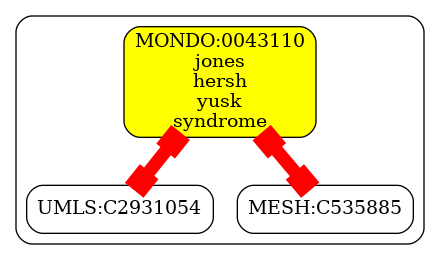 MONDO:0043110
jones
hersh
yusk
syndrome
UMLS:C2931054
MESH:C535885